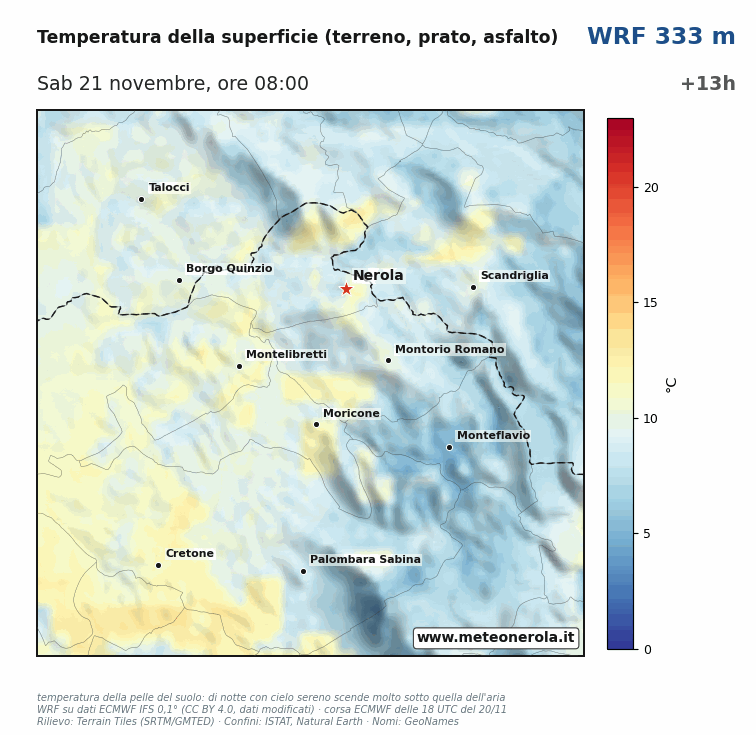 Temperatura della superficie (terreno, prato, asfalto)
WRF 333 m
Sab 21 novembre, ore 08:00
+13h
Talocci
Borgo Quinzio
Nerola
Scandriglia
Montelibretti
Montorio Romano
Moricone
Monteflavio
Cretone
Palombara Sabina
www.meteonerola.it
20
15
10
5
0
°C
temperatura della pelle del suolo: di notte con cielo sereno scende molto sotto quella dell'aria
WRF su dati ECMWF IFS 0,1° (CC BY 4.0, dati modificati) · corsa ECMWF delle 18 UTC del 20/11
Rilievo: Terrain Tiles (SRTM/GMTED) · Confini: ISTAT, Natural Earth · Nomi: GeoNames